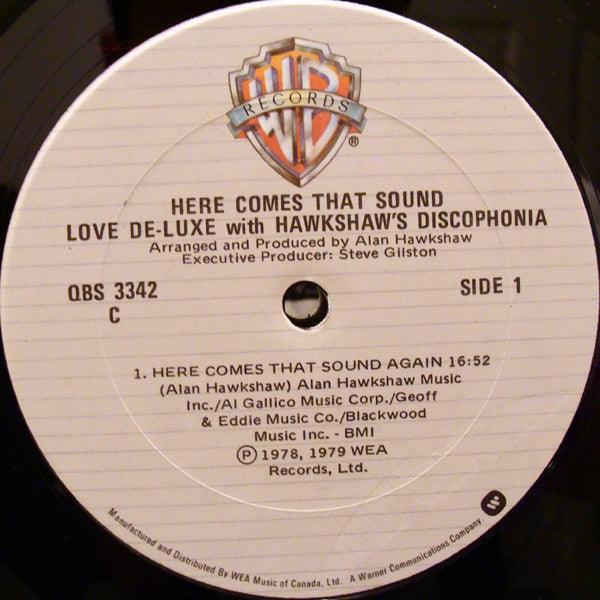 WB
RECORDS
®
HERE COMES THAT SOUND
LOVE DE-LUXE with HAWKSHAW'S DISCOPHONIA
Arranged and Produced by Alan Hawkshaw
Executive Producer: Steve Gilston
QBS 3342
C
SIDE 1
1. HERE COMES THAT SOUND AGAIN 16:52
(Alan Hawkshaw) Alan Hawkshaw Music
Inc./Al Gallico Music Corp./Geoff
& Eddie Music Co./Blackwood
Music Inc. - BMI
Ⓟ 1978, 1979 WEA
Records, Ltd.
Manufactured and Distributed By WEA Music of Canada, Ltd. A Warner Communications Company